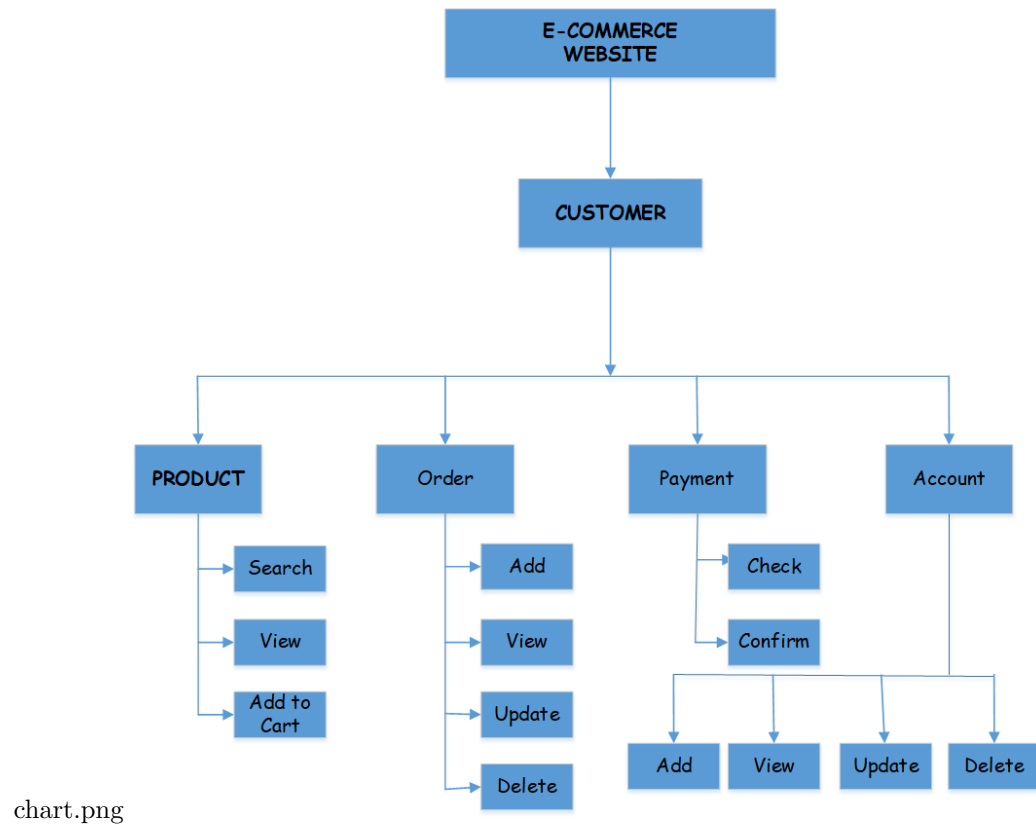 E-COMMERCE
WEBSITE
CUSTOMER
PRODUCT
Order
Payment
Account
Search
View
Add to
Cart
Add
View
Update
Delete
Check
Confirm
Add
View
Update
Delete
chart.png